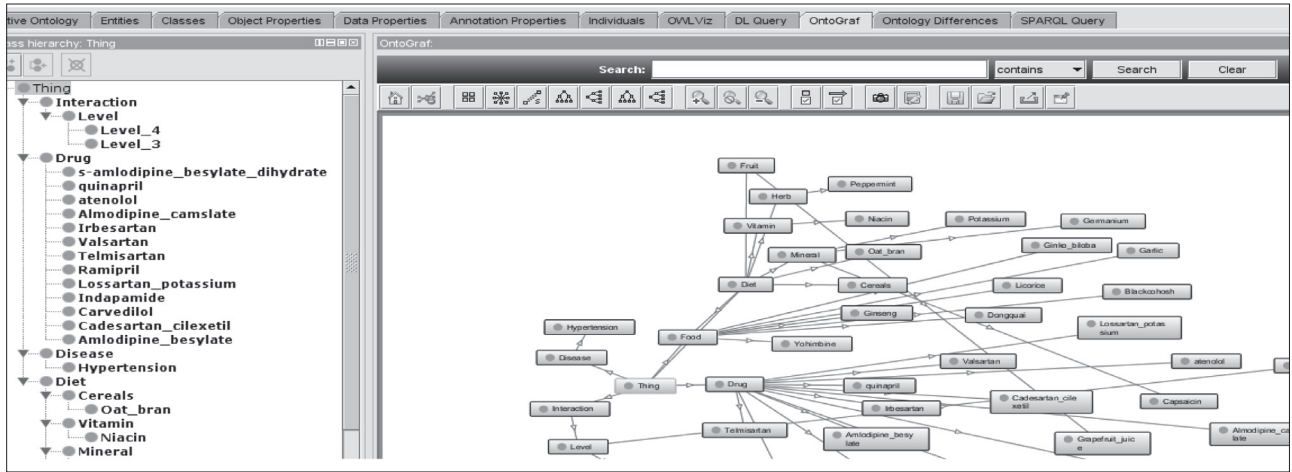 tive Ontology Entities Classes Object Properties Data Properties Annotation Properties Individuals OWLViz DL Query OntoGraf Ontology Differences SPARQL Query
ass hierarchy: Thing
OntoGraf:
Search: contains Search Clear
Thing
Interaction
Level
Level_4
Level_3
Drug
s-amlodipine_besylate_dihydrate
quinapril
atenolol
Almodipine_camslate
Irbesartan
Valsartan
Telmisartan
Ramipril
Lossartan_potassium
Indapamide
Carvedilol
Cadesartan_cilexetil
Amlodipine_besylate
Disease
Hypertension
Diet
Cereals
Oat_bran
Vitamin
Niacin
Mineral
Fruit
Peppermint
Herb
Niacin
Potassium
Germanium
Vitamin
Mineral
Oat_bran
Ginko_biloba
Garlic
Diet
Cereals
Licorice
Blackcohosh
Ginseng
Dongquai
Hypertension
Food
Yohimbine
Lossartan_potas
sium
Disease
Valsartan
atenolol
Thing
Drug
quinapril
Cadesartan_cile
xetil
Capsaicin
Interaction
Irbesartan
Telmisartan
Amlodipine_besy
late
Grapefruit_juic
e
Almodipine_ca
late
Level